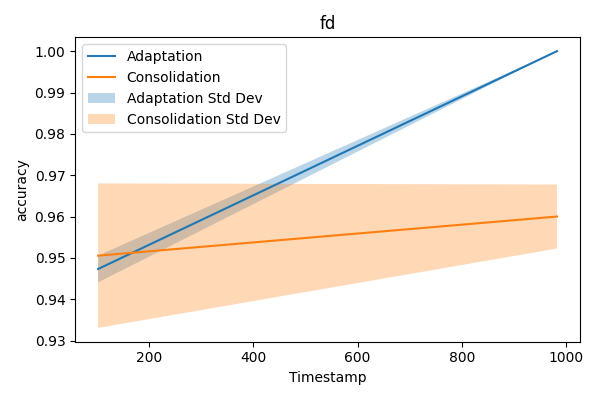 fd
Adaptation
Consolidation
Adaptation Std Dev
Consolidation Std Dev
accuracy
1.00
0.99
0.98
0.97
0.96
0.95
0.94
0.93
200 400 600 800 1000
Timestamp